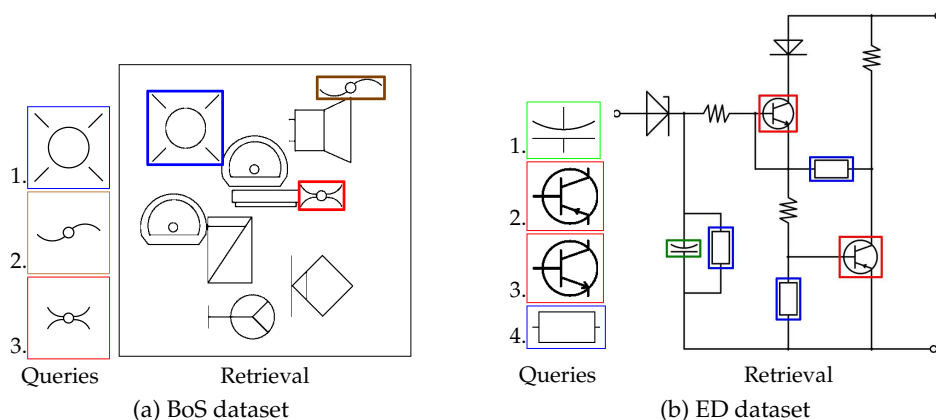 1.
2.
3.
Queries
Retrieval
(a) BoS dataset
1.
2.
3.
4.
Queries
Retrieval
(b) ED dataset